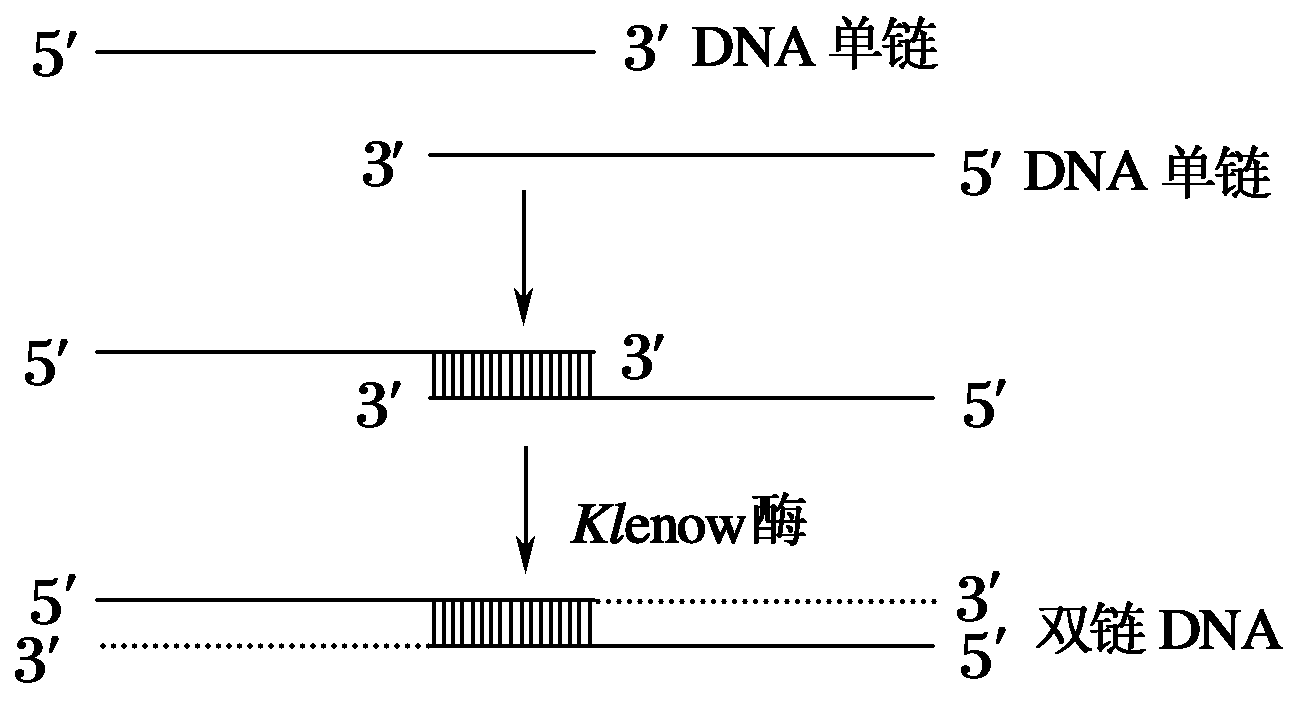 5′ 3′ DNA 单链
3′ 5′ DNA 单链
5′ 3′
3′ 5′
Klenow酶
5′ 3′
3′ 5′ 双链 DNA